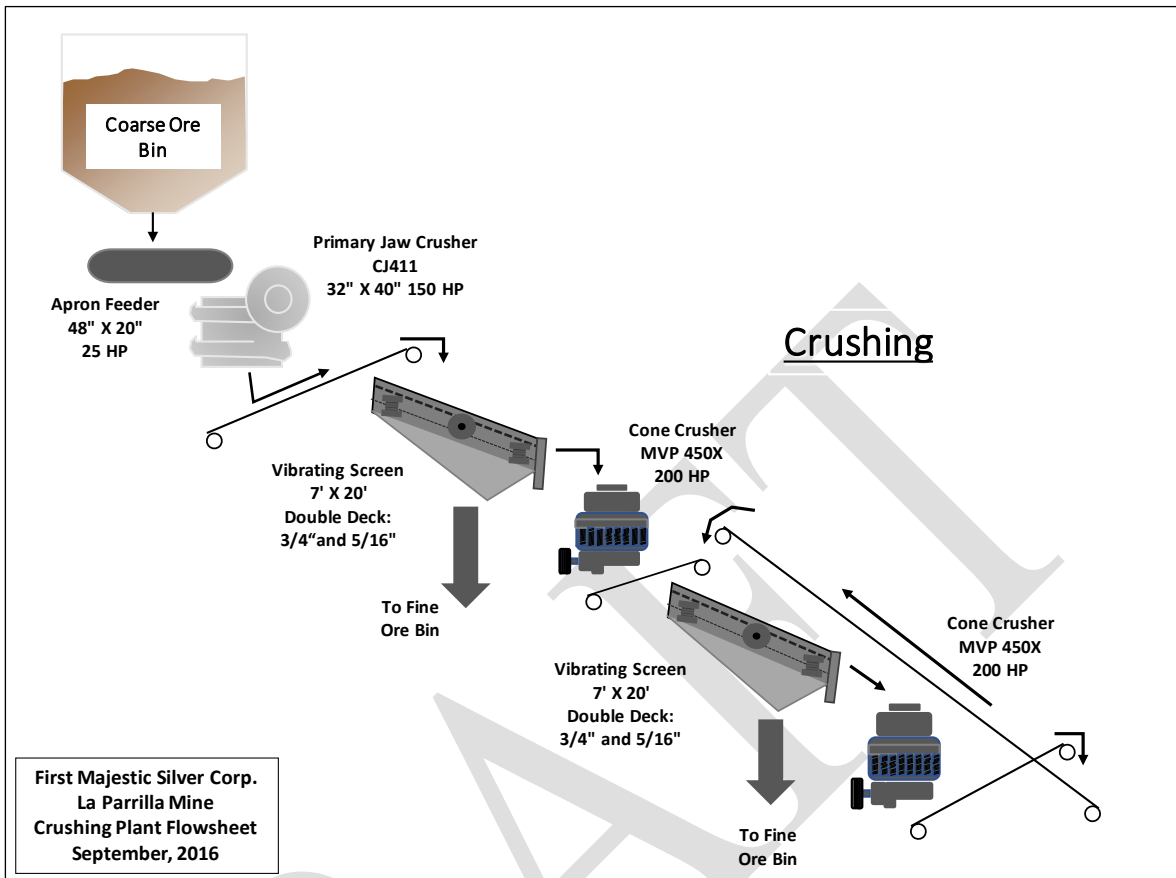 Coarse Ore
Bin
Primary Jaw Crusher
CJ411
32" X 40" 150 HP
Apron Feeder
48" X 20"
25 HP
Crushing
Cone Crusher
MVP 450X
200 HP
Vibrating Screen
7' X 20'
Double Deck:
3/4“and 5/16"
To Fine
Ore Bin
Cone Crusher
MVP 450X
200 HP
Vibrating Screen
7' X 20'
Double Deck:
3/4" and 5/16"
To Fine
Ore Bin
First Majestic Silver Corp.
La Parrilla Mine
Crushing Plant Flowsheet
September, 2016